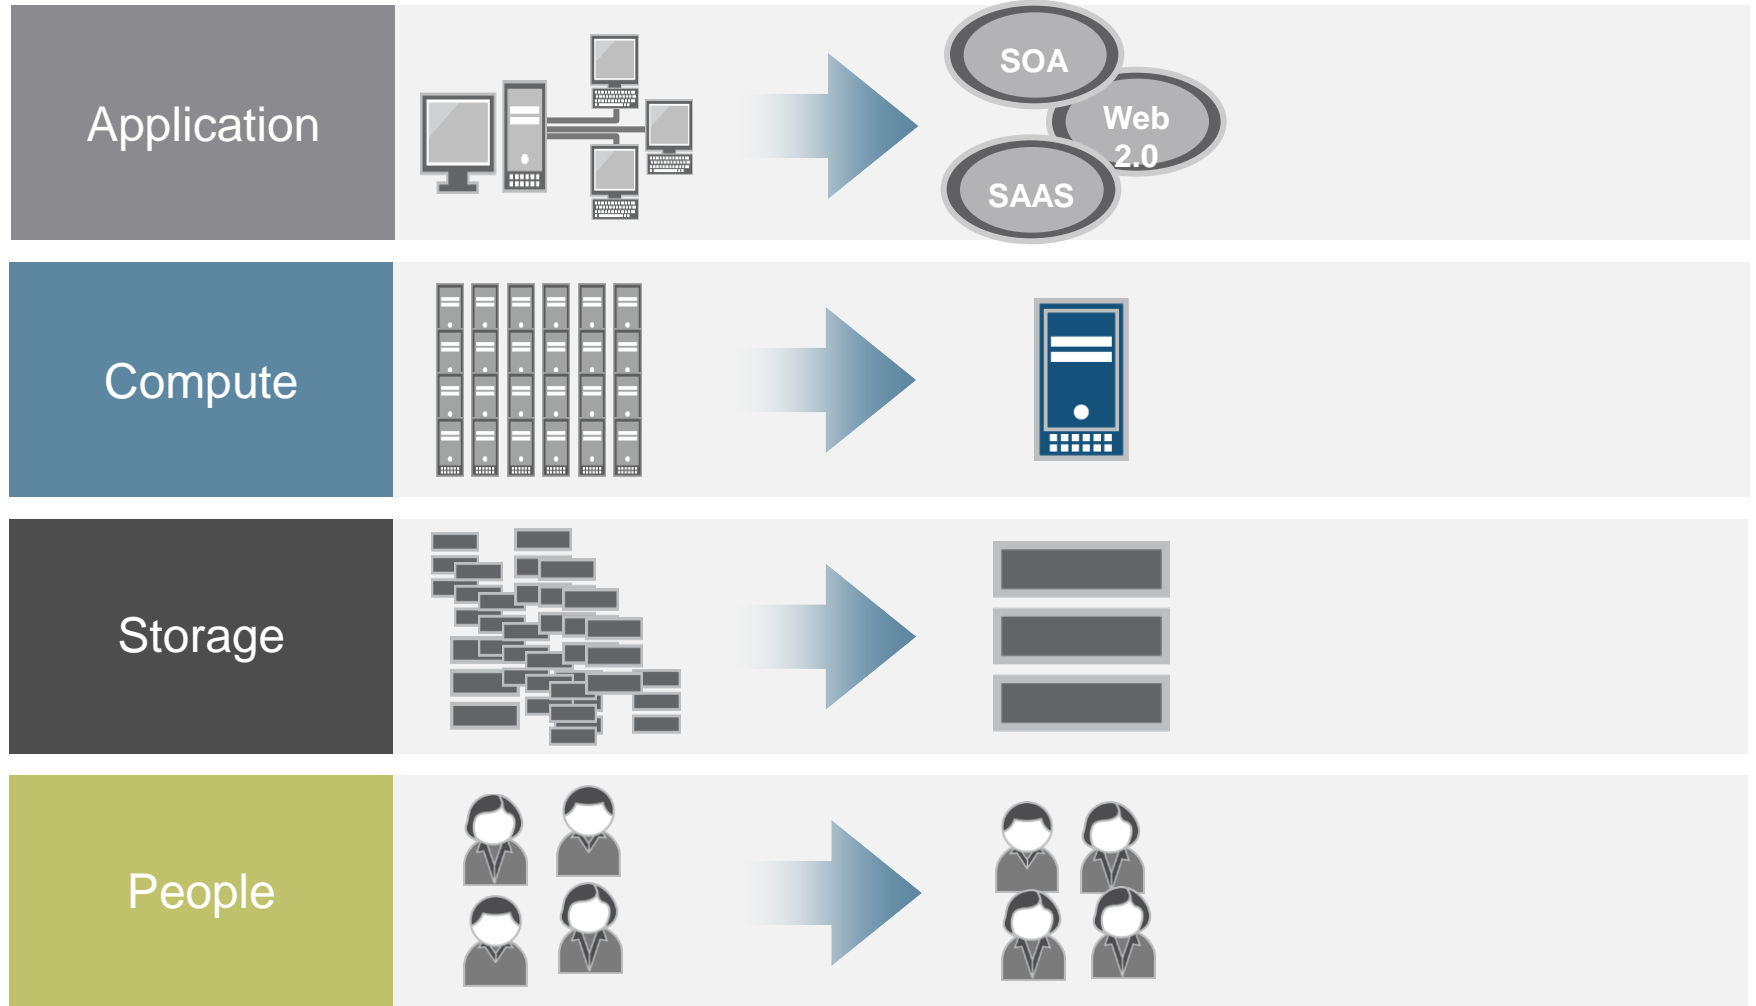 Application
SOA
Web
2.0
SAAS
Compute
Storage
People